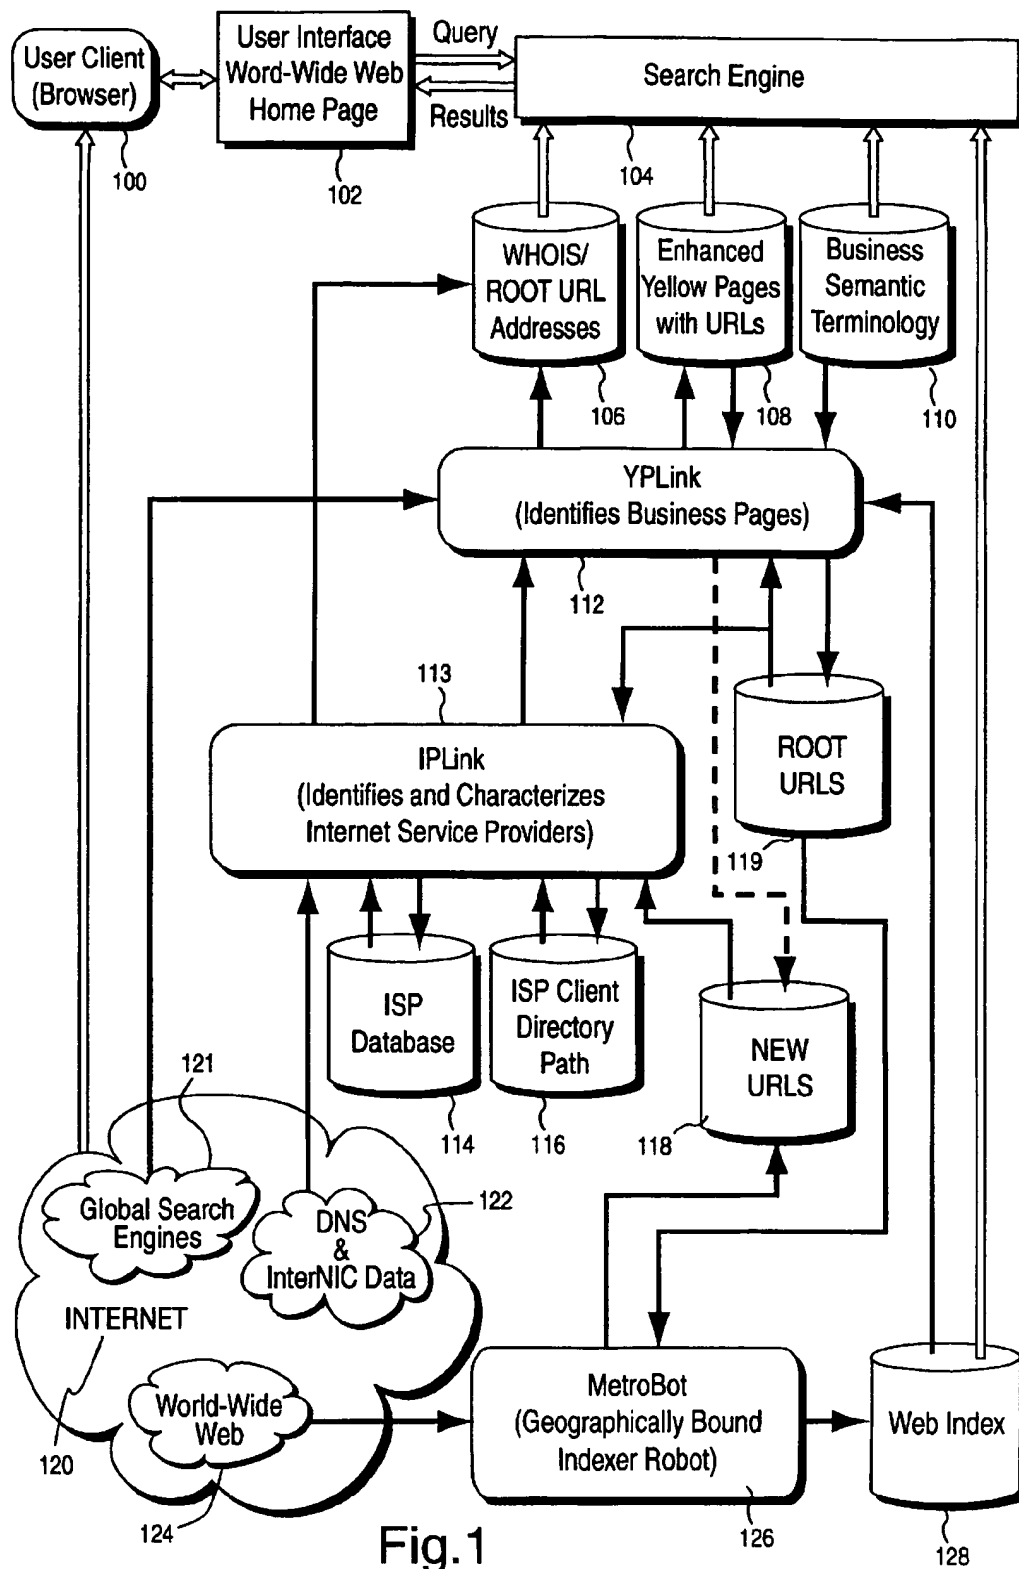 User Client
(Browser)
100
User Interface
Word-Wide Web
Home Page
102
Query
Results
Search Engine
104
WHOIS/
ROOT URL
Addresses
106
Enhanced
Yellow Pages
with URLs
108
Business
Semantic
Terminology
110
YPLink
(Identifies Business Pages)
112
113
IPLink
(Identifies and Characterizes
Internet Service Providers)
ROOT
URLS
119
ISP
Database
114
ISP Client
Directory
Path
116
NEW
URLS
118
121
Global Search
Engines
122
DNS
&
InterNIC Data
INTERNET
120
World-Wide
Web
124
MetroBot
(Geographically Bound
Indexer Robot)
126
Web Index
128
Fig.1